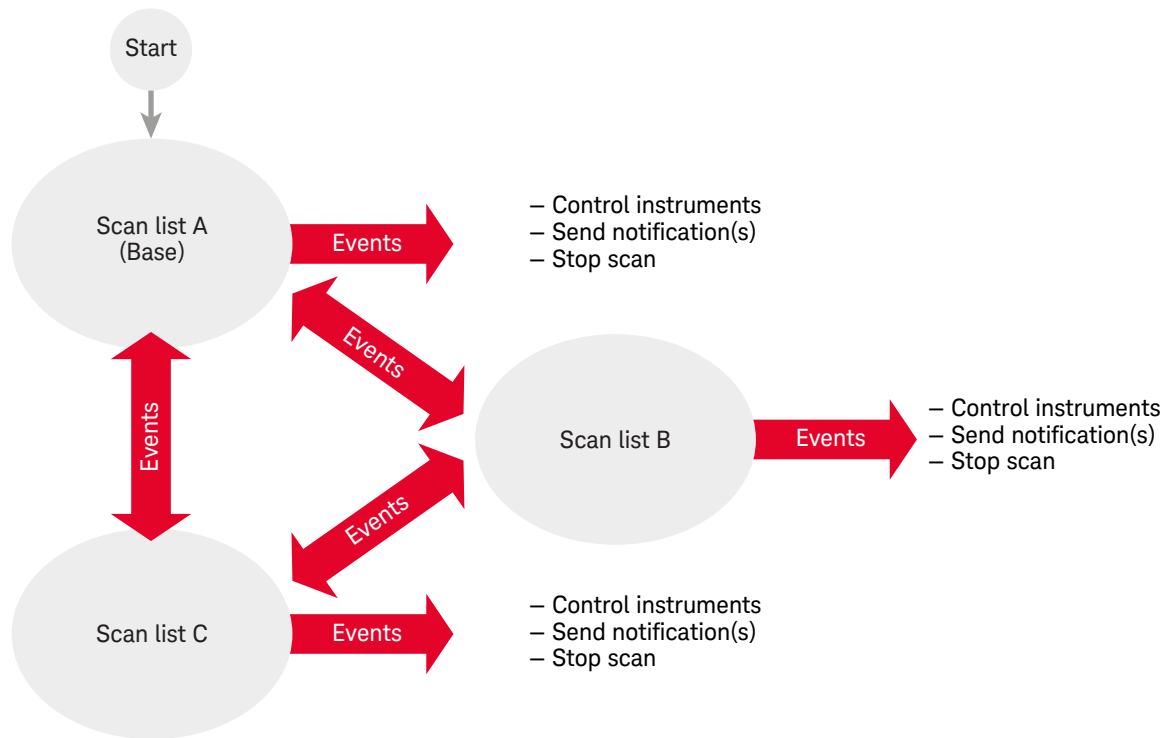 Start
Scan list A
(Base)
Events
– Control instruments
– Send notification(s)
– Stop scan
Events
Events
Scan list B
Events
– Control instruments
– Send notification(s)
– Stop scan
Events
Scan list C
Events
– Control instruments
– Send notification(s)
– Stop scan